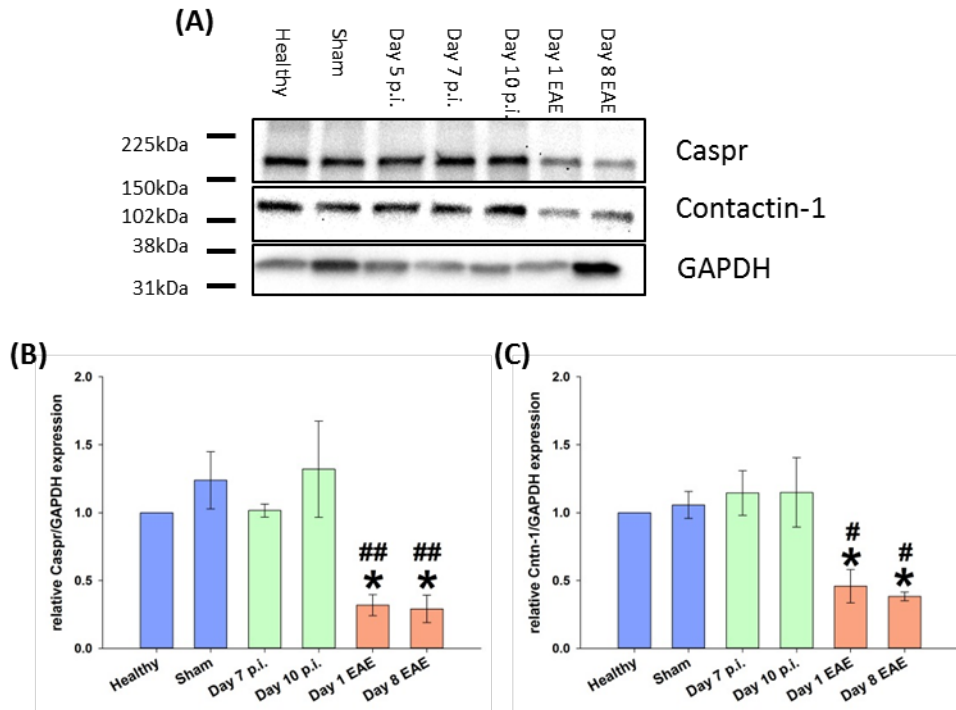 (A)
Healthy
Sham
Day 5 p.i.
Day 7 p.i.
Day 10 p.i.
Day 1 EAE
Day 8 EAE
225kDa
Caspr
150kDa
102kDa
Contactin-1
38kDa
GAPDH
31kDa
(B)
relative Caspr/GAPDH expression
2.0
1.5
1.0
0.5
0.0
## ##
* *
Healthy
Sham
Day 7 p.i.
Day 10 p.i.
Day 1 EAE
Day 8 EAE
(C)
relative Cntn-1/GAPDH expression
2.0
1.5
1.0
0.5
0.0
# #
* *
Healthy
Sham
Day 7 p.i.
Day 10 p.i.
Day 1 EAE
Day 8 EAE